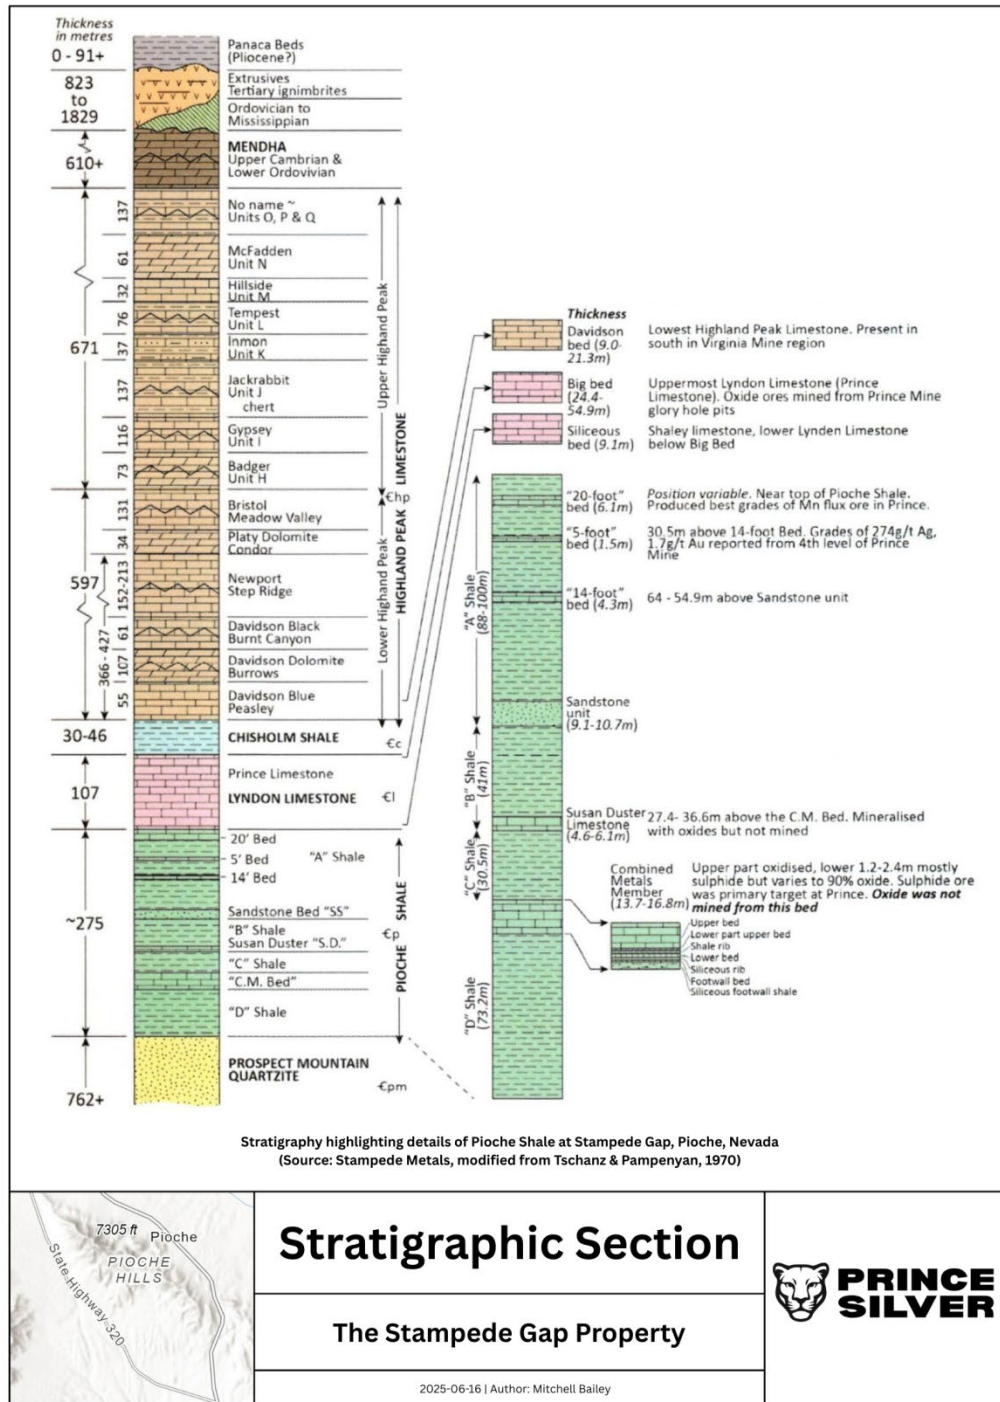 Thickness
in metres
0 - 91+
Panaca Beds
(Pliocene?)
823
to
1829
Extrusives
Tertiary ignimbrites
Ordovician to
Mississippian
610+
MENDHA
Upper Cambrian &
Lower Ordovivian
671
137
No name ~
Units O, P & Q
61
McFadden
Unit N
32
Hillside
Unit M
76
Tempest
Unit L
37
Inmon
Unit K
137
Jackrabbit
Unit J
chert
116
Gypsey
Unit I
73
Badger
Unit H
Upper Highand Peak
HIGHLAND PEAK LIMESTONE
Єhp
Lower Highand Peak
597
366 - 427
131
Bristol
Meadow Valley
34
Platy Dolomite
Condor
152-213
Newport
Step Ridge
61
Davidson Black
Burnt Canyon
107
Davidson Dolomite
Burrows
55
Davidson Blue
Peasley
30-46
CHISHOLM SHALE
Єc
107
Prince Limestone
LYNDON LIMESTONE
Єl
~275
20' Bed
5' Bed
"A" Shale
14' Bed
Sandstone Bed "SS"
"B" Shale
Susan Duster "S.D."
"C" Shale
"C.M. Bed"
"D" Shale
Єp
PIOCHE SHALE
762+
PROSPECT MOUNTAIN
QUARTZITE
Єpm
Thickness
Davidson
bed (9.0-
21.3m)
Lowest Highland Peak Limestone. Present in
south in Virginia Mine region
Big bed
(24.4-
54.9m)
Uppermost Lyndon Limestone (Prince
Limestone). Oxide ores mined from Prince Mine
glory hole pits
Siliceous
bed (9.1m)
Shaley limestone, lower Lynden Limestone
below Big Bed
"20-foot"
bed (6.1m)
Position variable. Near top of Pioche Shale.
Produced best grades of Mn flux ore in Prince.
"5-foot"
bed (1.5m)
30.5m above 14-foot Bed. Grades of 274g/t Ag,
1.7g/t Au reported from 4th level of Prince
Mine
"14-foot"
bed (4.3m)
64 - 54.9m above Sandstone unit
"A" Shale
(88-100m)
Sandstone
unit
(9.1-10.7m)
"B" Shale
(41m)
Susan Duster
Limestone
(4.6-6.1m)
27.4- 36.6m above the C.M. Bed. Mineralised
with oxides but not mined
"C" Shale
(30.5m)
Combined
Metals
Member
(13.7-16.8m)
Upper part oxidised, lower 1.2-2.4m mostly
sulphide but varies to 90% oxide. Sulphide ore
was primary target at Prince. Oxide was not
mined from this bed
Upper bed
Lower part upper bed
Shale rib
Lower bed
Siliceous rib
Footwall bed
Siliceous footwall shale
"D" Shale
(73.2m)
Stratigraphy highlighting details of Pioche Shale at Stampede Gap, Pioche, Nevada
(Source: Stampede Metals, modified from Tschanz & Pampenyan, 1970)
7305 ft
Pioche
PIOCHE
HILLS
State Highway 320
Stratigraphic Section
The Stampede Gap Property
2025-06-16 | Author: Mitchell Bailey
PRINCE
SILVER